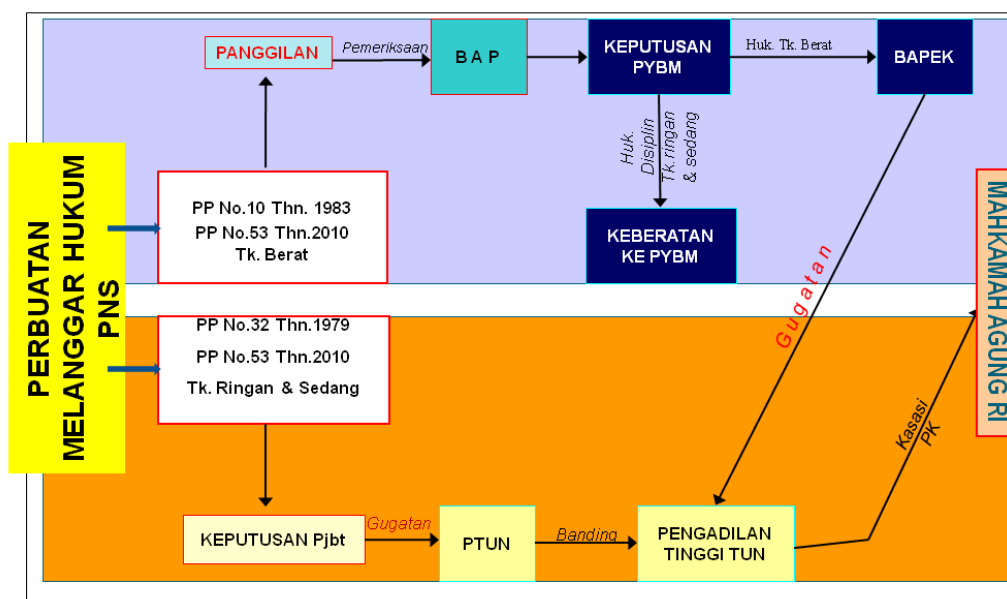 PERBUATAN
MELANGGAR HUKUM
PNS
PANGGILAN
Pemeriksaan
B A P
KEPUTUSAN
PYBM
Huk. Tk. Berat
BAPEK
Huk.
Disiplin
Tk.ringan
& sedang
KEBERATAN
KE PYBM
PP No.10 Thn. 1983
PP No.53 Thn.2010
Tk. Berat
Gugatan
MAHKAMAH AGUNG RI
PP No.32 Thn.1979
PP No.53 Thn.2010
Tk. Ringan & Sedang
KEPUTUSAN Pjbt
Gugatan
PTUN
Banding
PENGADILAN
TINGGI TUN
Kasasi
PK